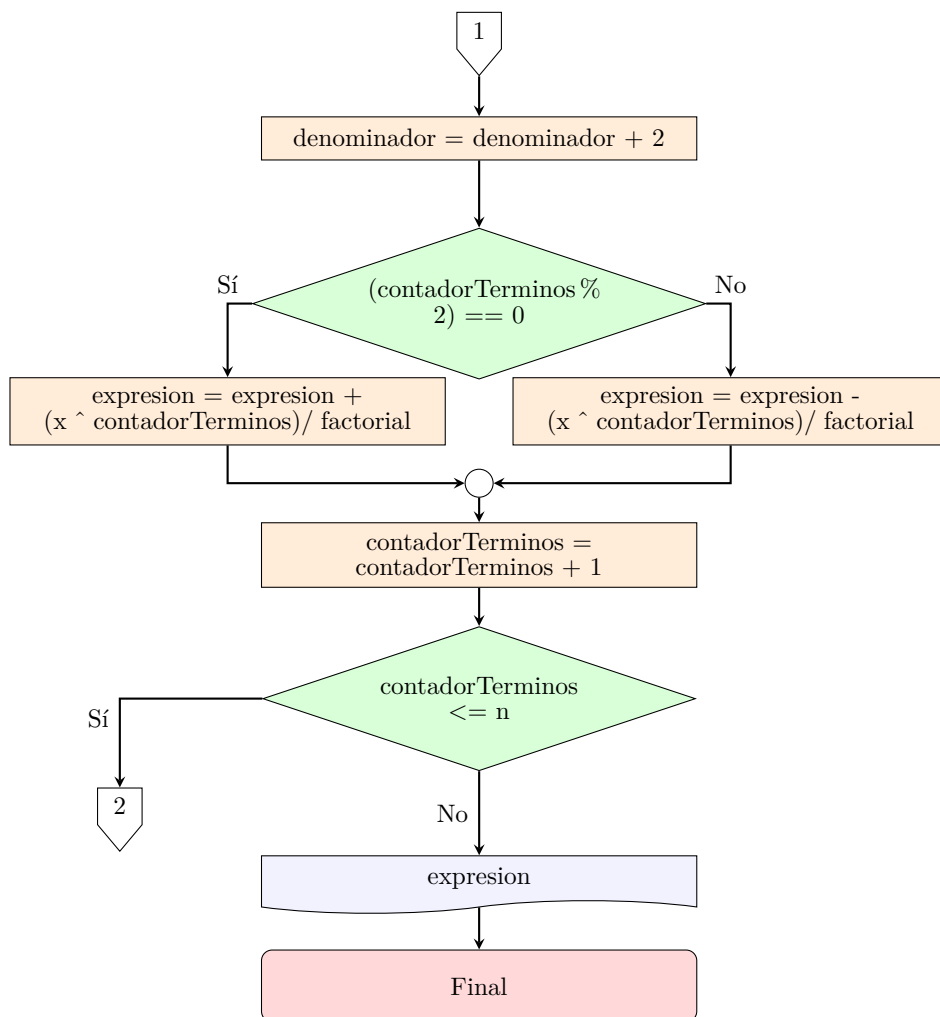 1
denominador = denominador + 2
(contadorTerminos %
2) == 0
Sí
No
expresion = expresion +
(x ^ contadorTerminos)/ factorial
expresion = expresion -
(x ^ contadorTerminos)/ factorial
contadorTerminos =
contadorTerminos + 1
contadorTerminos
<= n
Sí
2
No
expresion
Final